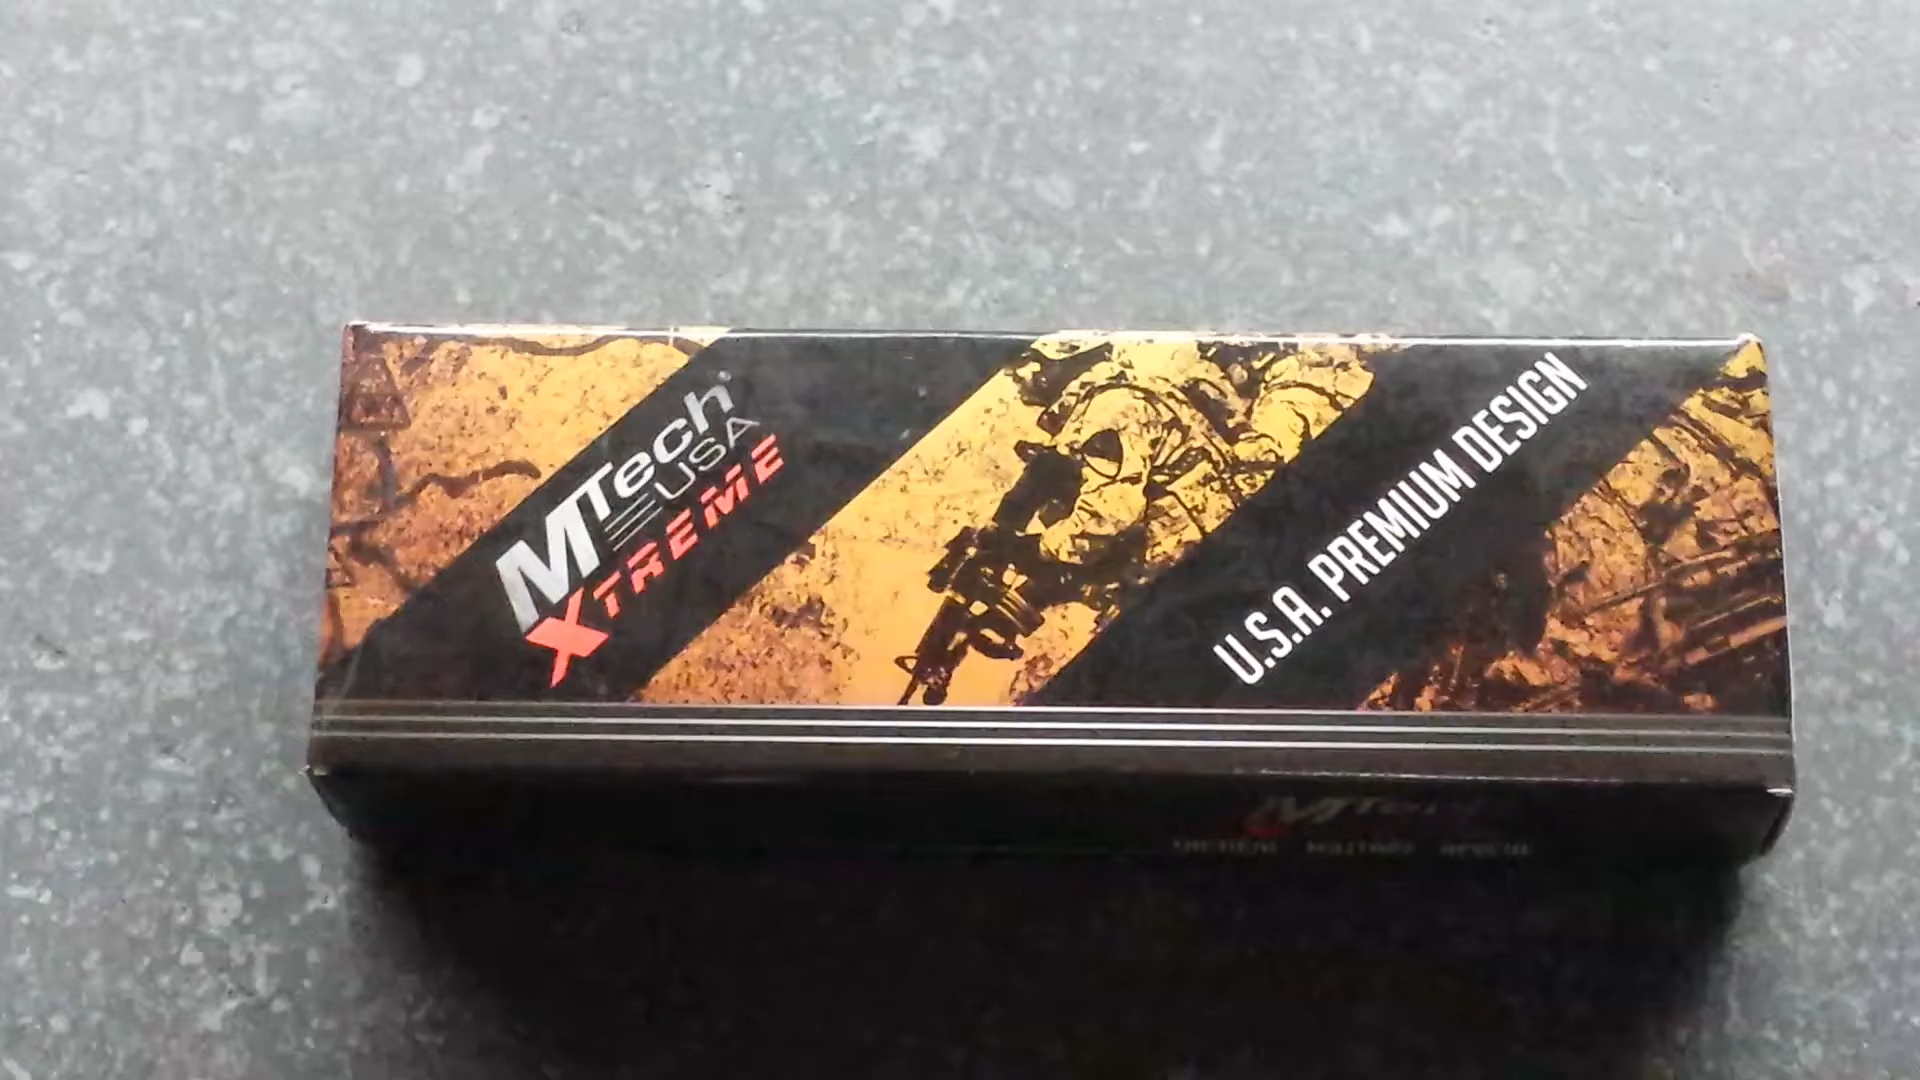 MTech®
USA
XTREME
U.S.A. PREMIUM DESIGN
MTech